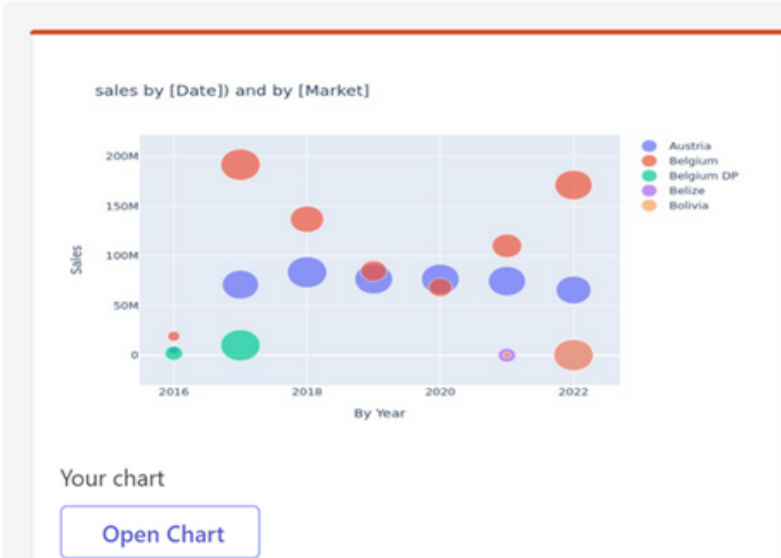 sales by [Date]) and by [Market]
200M
150M
100M
50M
0
Sales
2016
2018
2020
2022
By Year
Austria
Belgium
Belgium DP
Belize
Bolivia
Your chart
Open Chart